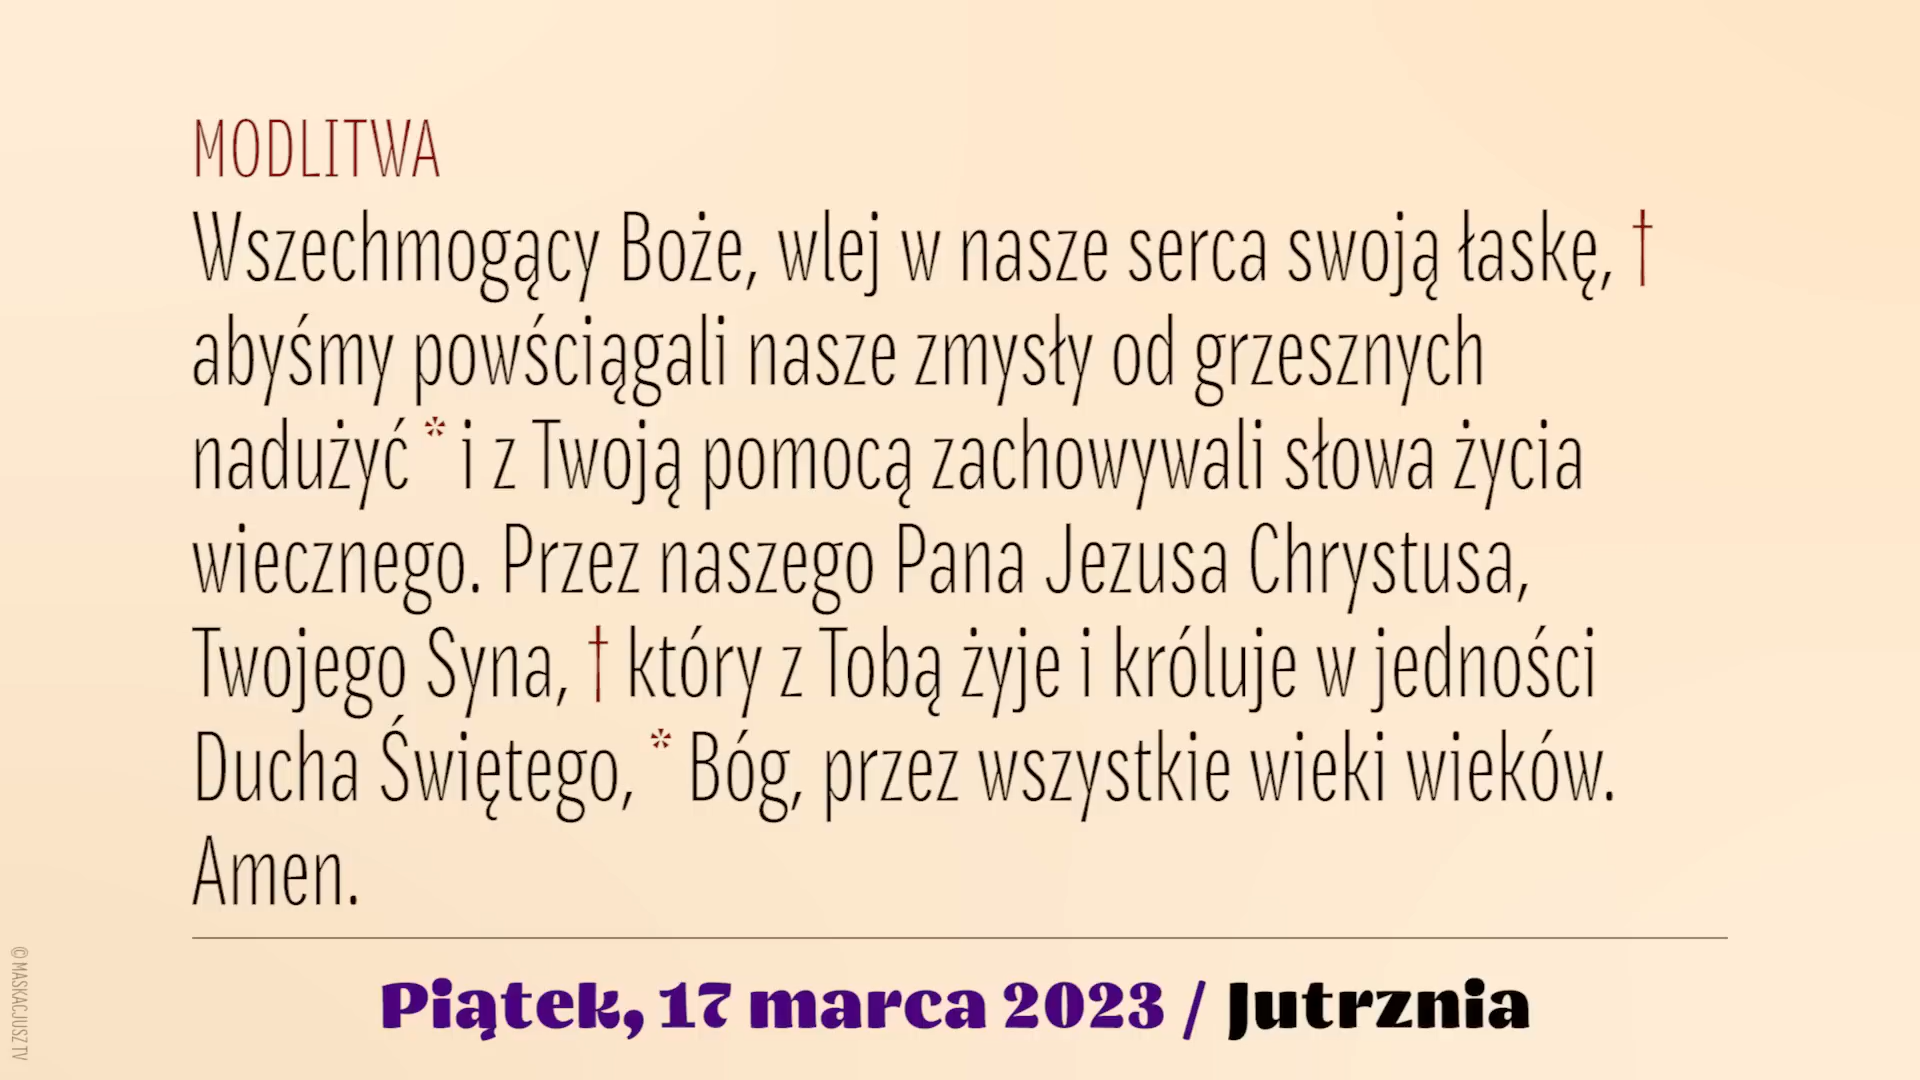 MODLITWA
Wszechmogący Boże, wlej w nasze serca swoją łaskę, †
abyśmy powściągali nasze zmysły od grzesznych
nadużyć * i z Twoją pomocą zachowywali słowa życia
wiecznego. Przez naszego Pana Jezusa Chrystusa,
Twojego Syna, † który z Tobą żyje i króluje w jedności
Ducha Świętego, * Bóg, przez wszystkie wieki wieków.
Amen.
Piątek, 17 marca 2023 / Jutrznia
© MASKACJUSZ TV